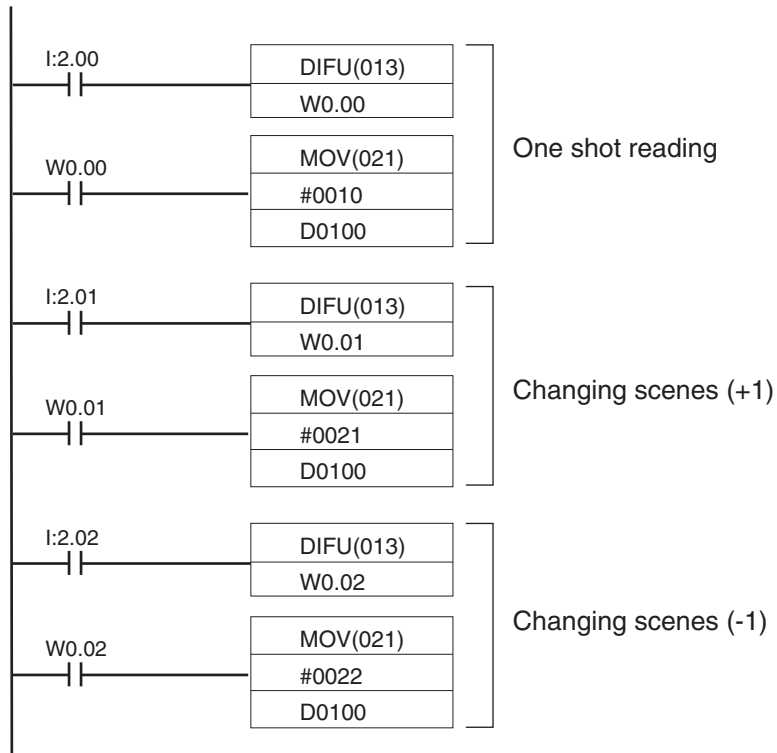 I:2.00
DIFU(013)
W0.00
W0.00
MOV(021)
#0010
D0100
One shot reading
I:2.01
DIFU(013)
W0.01
W0.01
MOV(021)
#0021
D0100
Changing scenes (+1)
I:2.02
DIFU(013)
W0.02
W0.02
MOV(021)
#0022
D0100
Changing scenes (-1)